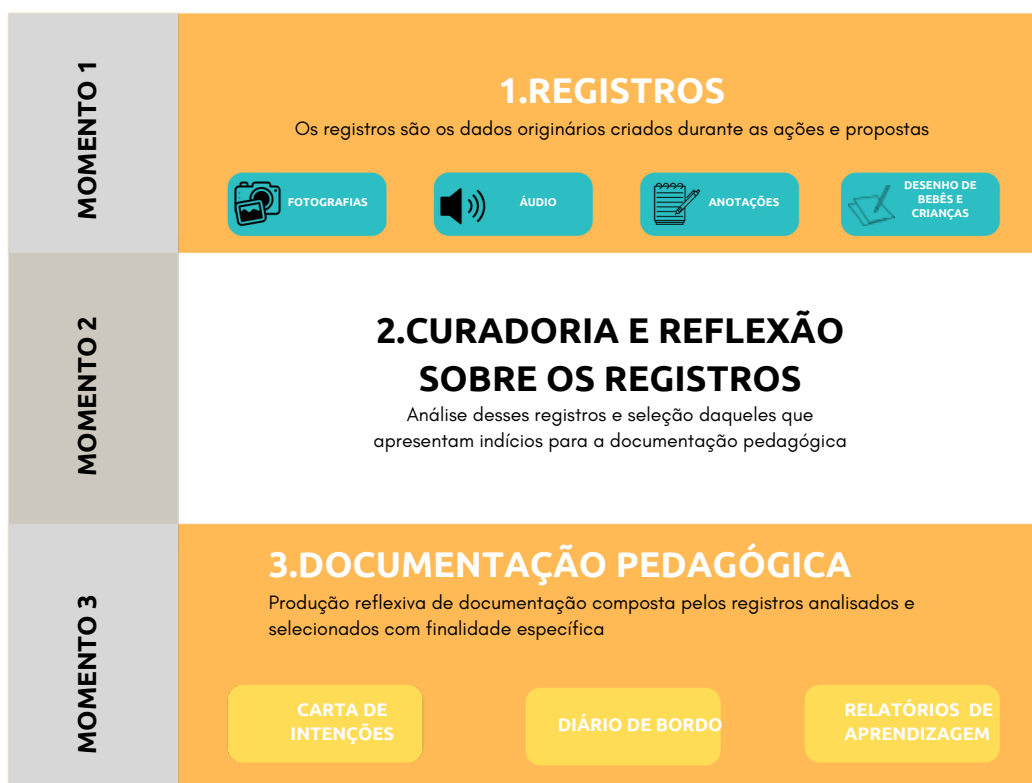 MOMENTO 1
1.REGISTROS
Os registros são os dados originários criados durante as ações e propostas
FOTOGRAFIAS
ÁUDIO
ANOTAÇÕES
DESENHO DE
BEBÊS E
CRIANÇAS
MOMENTO 2
2.CURADORIA E REFLEXÃO
SOBRE OS REGISTROS
Análise desses registros e seleção daqueles que
apresentam indícios para a documentação pedagógica
MOMENTO 3
3.DOCUMENTAÇÃO PEDAGÓGICA
Produção reflexiva de documentação composta pelos registros analisados e
selecionados com finalidade específica
CARTA DE
INTENÇÕES
DIÁRIO DE BORDO
RELATÓRIOS DE
APRENDIZAGEM